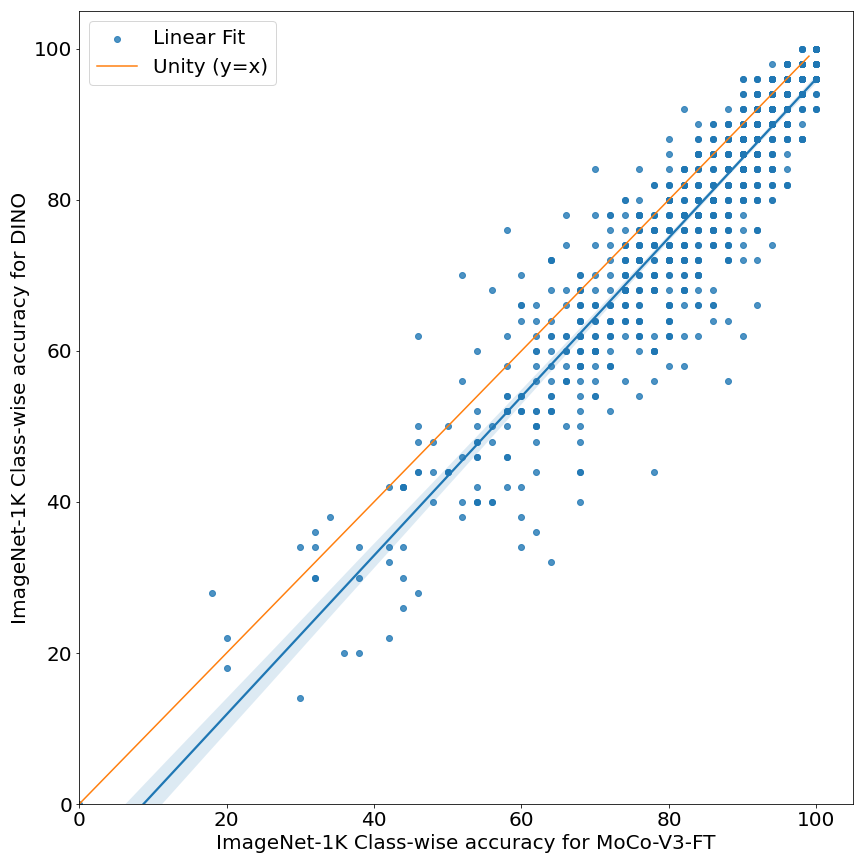 Linear Fit
Unity (y=x)
100
80
60
40
20
0
ImageNet-1K Class-wise accuracy for DINO
0 20 40 60 80 100
ImageNet-1K Class-wise accuracy for MoCo-V3-FT